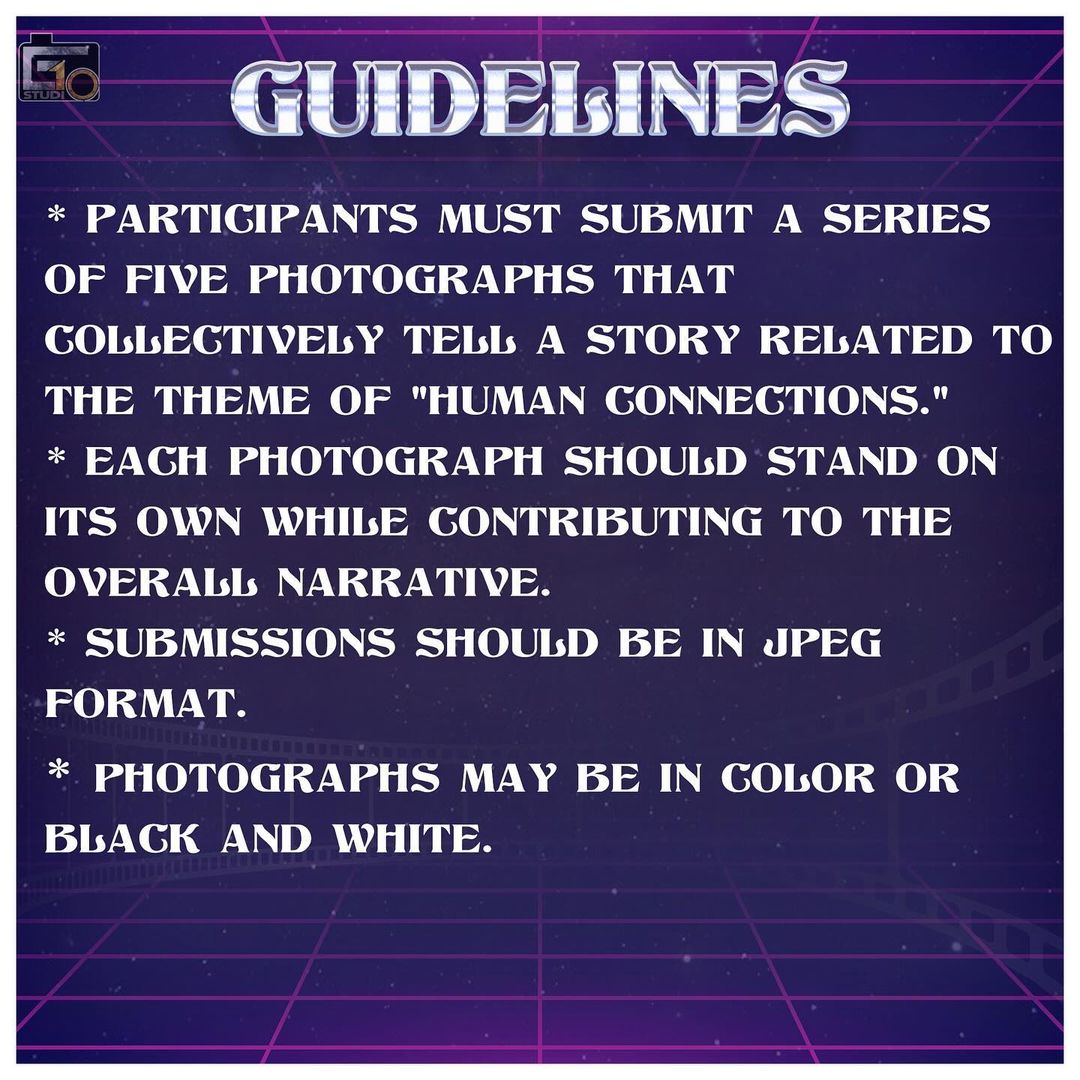 G10
STUDIO
GUIDELINES
* PARTICIPANTS MUST SUBMIT A SERIES
OF FIVE PHOTOGRAPHS THAT
COLLECTIVELY TELL A STORY RELATED TO
THE THEME OF "HUMAN CONNECTIONS."
* EACH PHOTOGRAPH SHOULD STAND ON
ITS OWN WHILE CONTRIBUTING TO THE
OVERALL NARRATIVE.
* SUBMISSIONS SHOULD BE IN JPEG
FORMAT.
* PHOTOGRAPHS MAY BE IN COLOR OR
BLACK AND WHITE.